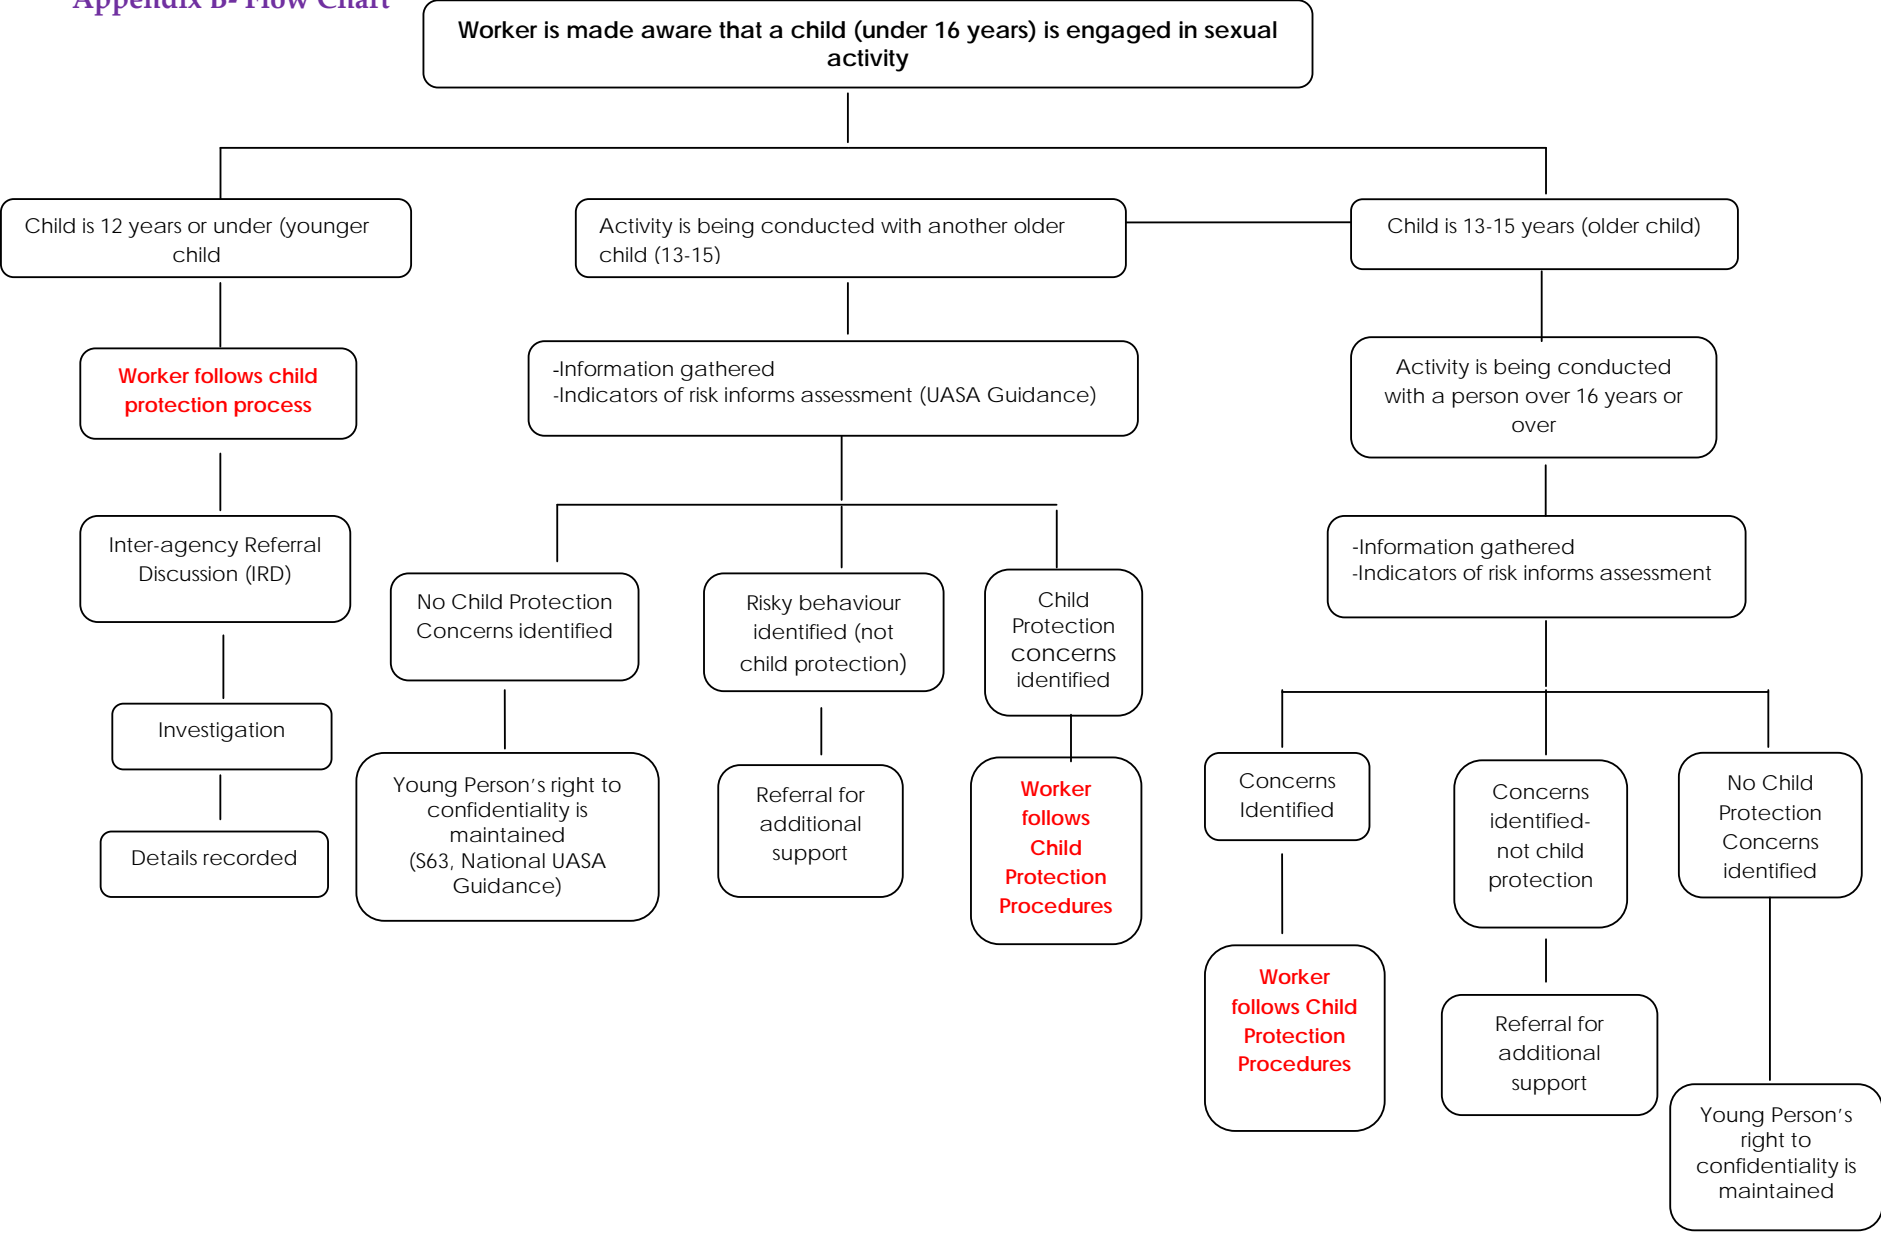 Appendix B- Flow Chart
Worker is made aware that a child (under 16 years) is engaged in sexual
activity
Child is 12 years or under (younger
child
Activity is being conducted with another older
child (13-15)
Child is 13-15 years (older child)
Worker follows child
protection process
-Information gathered
-Indicators of risk informs assessment (UASA Guidance)
Activity is being conducted
with a person over 16 years or
over
Inter-agency Referral
Discussion (IRD)
-Information gathered
-Indicators of risk informs assessment
No Child Protection
Concerns identified
Risky behaviour
identified (not
child protection)
Child
Protection
concerns
identified
Investigation
Young Person’s right to
confidentiality is
maintained
(S63, National UASA
Guidance)
Referral for
additional
support
Worker
follows
Child
Protection
Procedures
Concerns
Identified
Concerns
identified-
not child
protection
No Child
Protection
Concerns
identified
Details recorded
Worker
follows Child
Protection
Procedures
Referral for
additional
support
Young Person’s
right to
confidentiality is
maintained